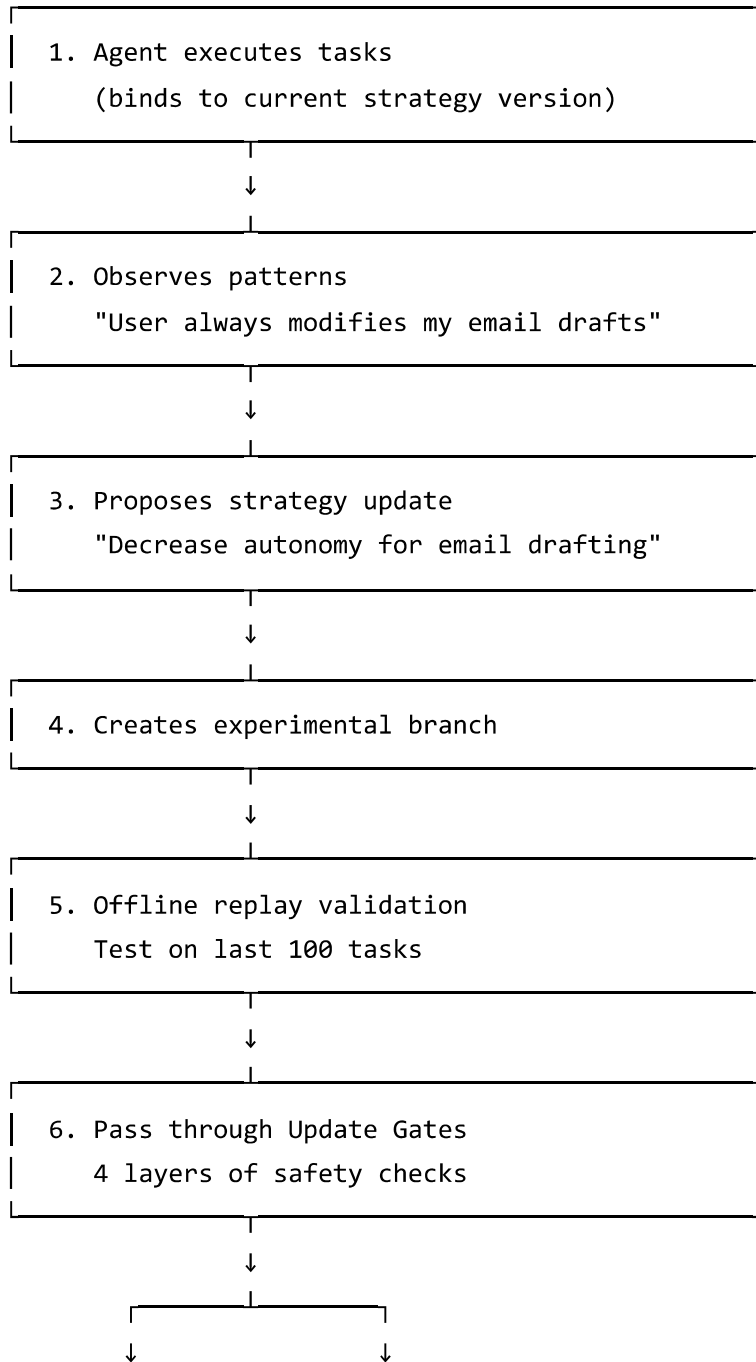 1. Agent executes tasks
(binds to current strategy version)
↓
2. Observes patterns
"User always modifies my email drafts"
↓
3. Proposes strategy update
"Decrease autonomy for email drafting"
↓
4. Creates experimental branch
↓
5. Offline replay validation
Test on last 100 tasks
↓
6. Pass through Update Gates
4 layers of safety checks
↓
↓ ↓